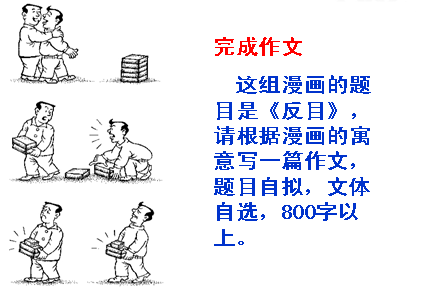 完成作文
这组漫画的题
目是《反目》，
请根据漫画的寓
意写一篇作文，
题目自拟，文体
自选，800字以
上。